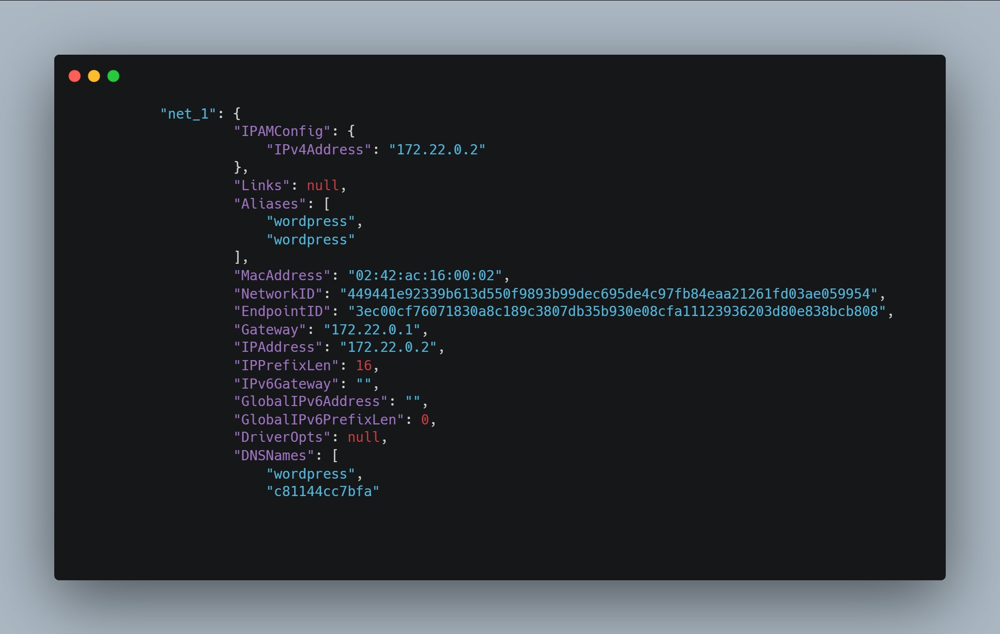 "net_1": {
"IPAMConfig": {
"IPv4Address": "172.22.0.2"
},
"Links": null,
"Aliases": [
"wordpress",
"wordpress"
],
"MacAddress": "02:42:ac:16:00:02",
"NetworkID": "449441e92339b613d550f9893b99dec695de4c97fb84eaa21261fd03ae059954",
"EndpointID": "3ec00cf76071830a8c189c3807db35b930e08cfa11123936203d80e838bcb808",
"Gateway": "172.22.0.1",
"IPAddress": "172.22.0.2",
"IPPrefixLen": 16,
"IPv6Gateway": "",
"GlobalIPv6Address": "",
"GlobalIPv6PrefixLen": 0,
"DriverOpts": null,
"DNSNames": [
"wordpress",
"c81144cc7bfa"